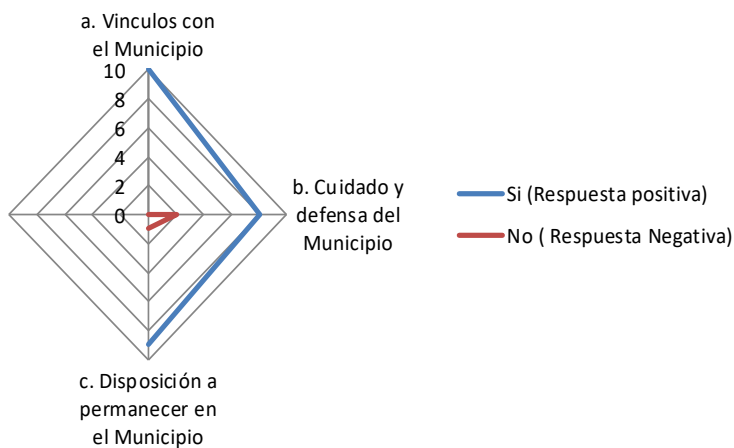 a. Vinculos con
el Municipio
10
8
6
4
2
0
b. Cuidado y
defensa del
Municipio
c. Disposición a
permanecer en
el Municipio
Si (Respuesta positiva)
No ( Respuesta Negativa)